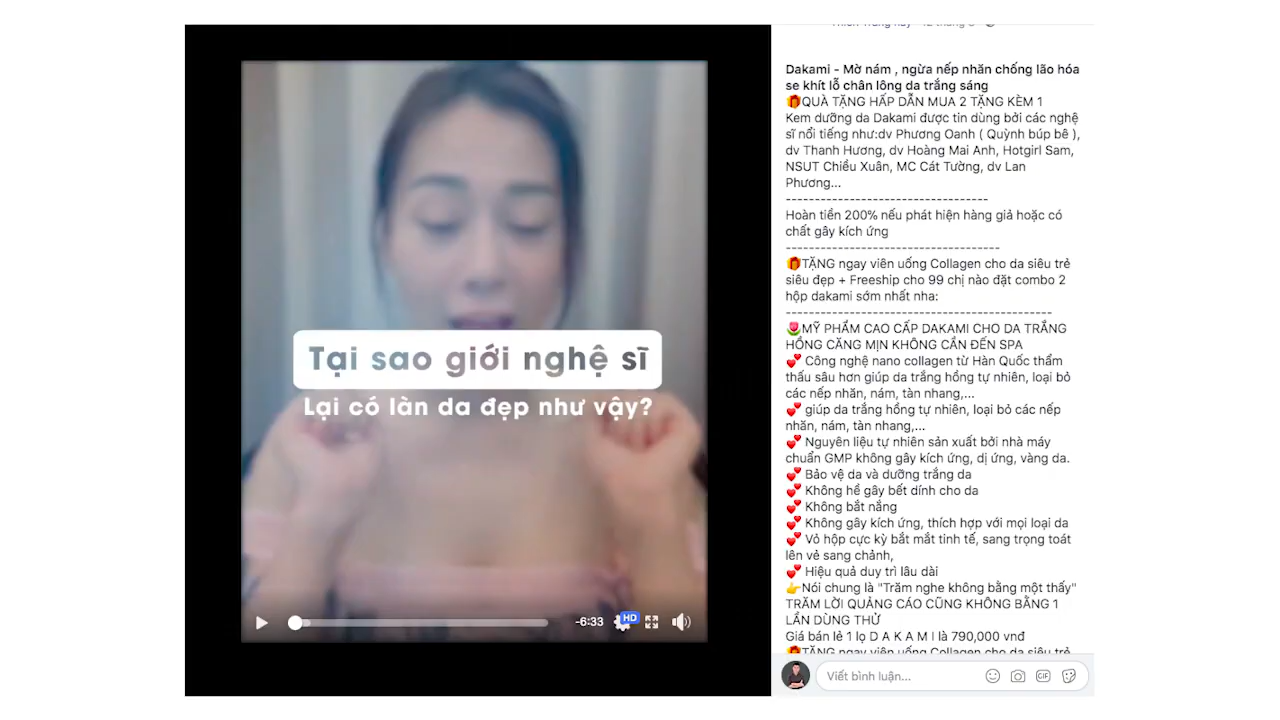 Dakami - Mờ nám , ngừa nếp nhăn chống lão hóa
se khít lỗ chân lông da trắng sáng
🎁QUÀ TẶNG HẤP DẪN MUA 2 TẶNG KÈM 1
Kem dưỡng da Dakami được tin dùng bởi các nghệ
sĩ nổi tiếng như:dv Phương Oanh ( Quỳnh búp bê ),
dv Thanh Hương, dv Hoàng Mai Anh, Hotgirl Sam,
NSUT Chiều Xuân, MC Cát Tường, dv Lan
Phương...
-----------------------------------
Hoàn tiền 200% nếu phát hiện hàng giả hoặc có
chất gây kích ứng
-------------------------------------
🎁TẶNG ngay viên uống Collagen cho da siêu trẻ
siêu đẹp + Freeship cho 99 chị nào đặt combo 2
hộp dakami sớm nhất nha:
----------------------------------------------
🌷MỸ PHẨM CAO CẤP DAKAMI CHO DA TRẮNG
HỒNG CĂNG MỊN KHÔNG CẦN ĐẾN SPA
💕 Công nghệ nano collagen từ Hàn Quốc thẩm
thấu sâu hơn giúp da trắng hồng tự nhiên, loại bỏ
các nếp nhăn, nám, tàn nhang,...
💕 giúp da trắng hồng tự nhiên, loại bỏ các nếp
nhăn, nám, tàn nhang,...
💕 Nguyên liệu tự nhiên sản xuất bởi nhà máy
chuẩn GMP không gây kích ứng, dị ứng, vàng da.
💕 Bảo vệ da và dưỡng trắng da
💕 Không hề gây bết dính cho da
💕 Không bắt nắng
💕 Không gây kích ứng, thích hợp với mọi loại da
💕 Vỏ hộp cực kỳ bắt mắt tinh tế, sang trọng toát
lên vẻ sang chảnh,
💕 Hiệu quả duy trì lâu dài
👉Nói chung là "Trăm nghe không bằng một thấy"
TRĂM LỜI QUẢNG CÁO CŨNG KHÔNG BẰNG 1
LẦN DÙNG THỬ
Giá bán lẻ 1 lọ D A K A M I là 790,000 vnđ
🎁TẶNG ngay viên uống Collagen cho da siêu trẻ
Viết bình luận...
GIF
Tại sao giới nghệ sĩ
Lại có làn da đẹp như vậy?
-6:33
HD